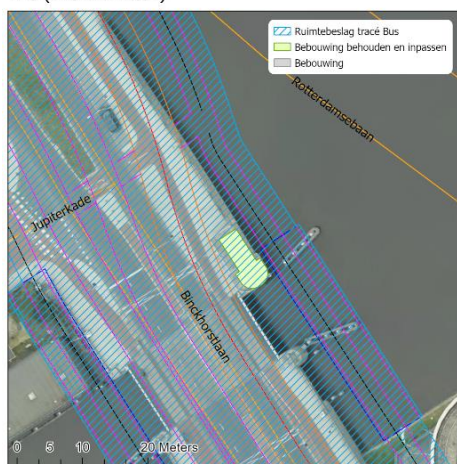 Ruimtebeslag tracé Bus
Bebouwing behouden en inpassen
Bebouwing
Rotterdamsebaan
Jupiterkade
Binckhorstlaan
0 5 10 20 Meters